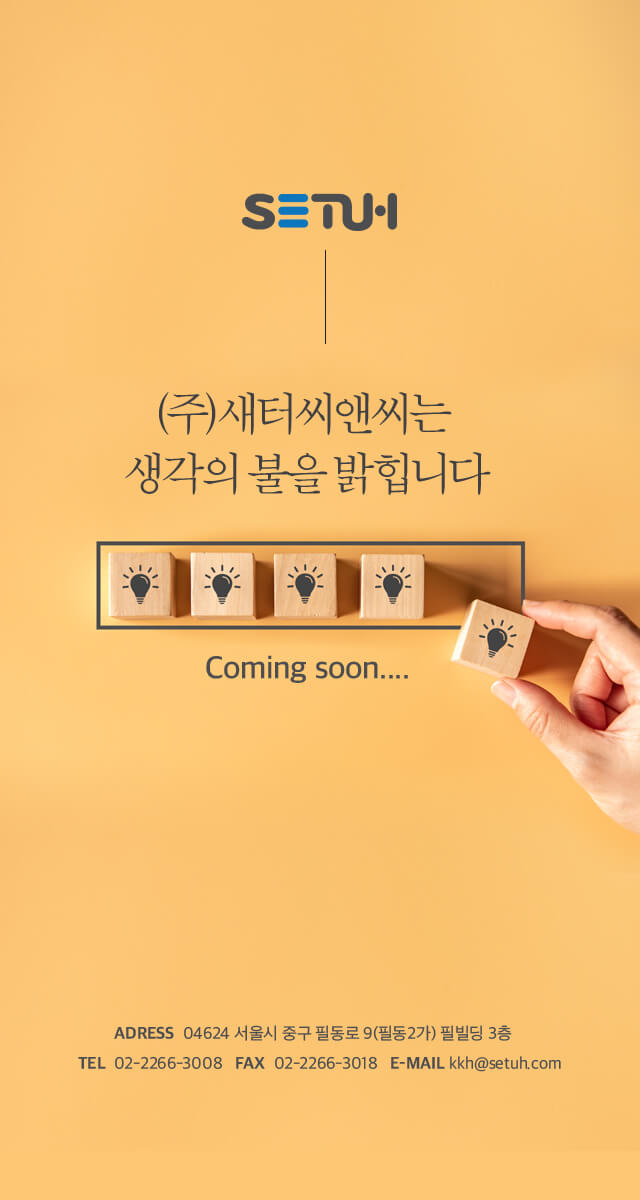 SETUH
(주)새터씨앤씨는
생각의 불을 밝힙니다
Coming soon....
ADRESS 04624 서울시 중구 필동로 9(필동2가) 필빌딩 3층
TEL 02-2266-3008 FAX 02-2266-3018 E-MAIL kkh@setuh.com